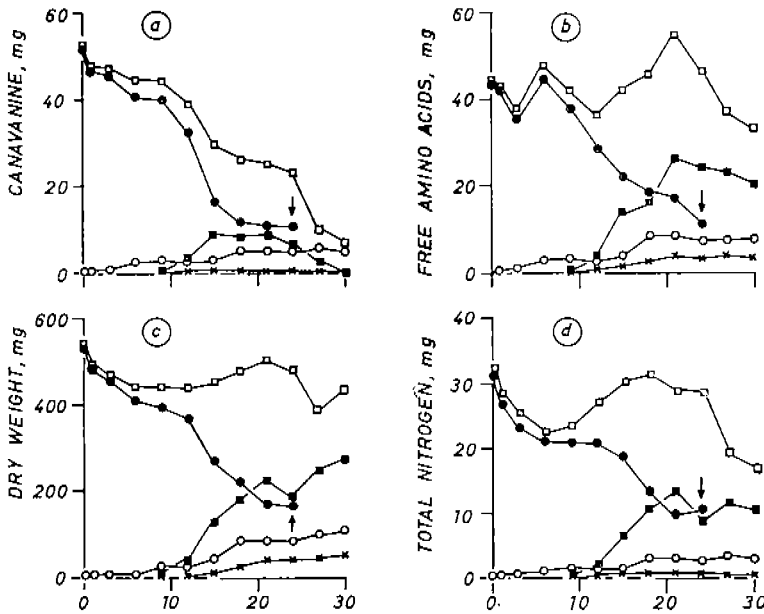 a
CANAVANINE, mg
60
40
20
0
b
FREE AMINO ACIDS, mg
60
40
20
0
c
DRY WEIGHT, mg
600
400
200
0
0 10 20 30
d
TOTAL NITROGEN, mg
40
30
20
10
0
0. 10 20 30